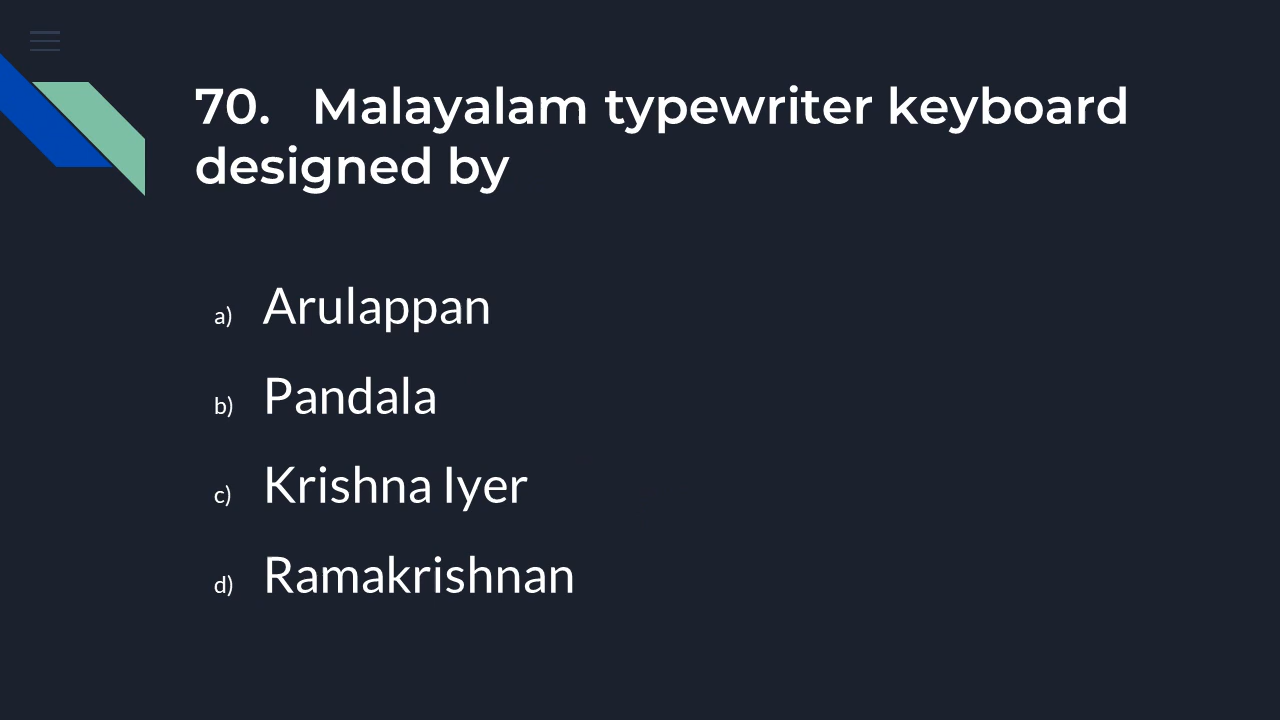 70. Malayalam typewriter keyboard
designed by
a) Arulappan
b) Pandala
c) Krishna Iyer
d) Ramakrishnan